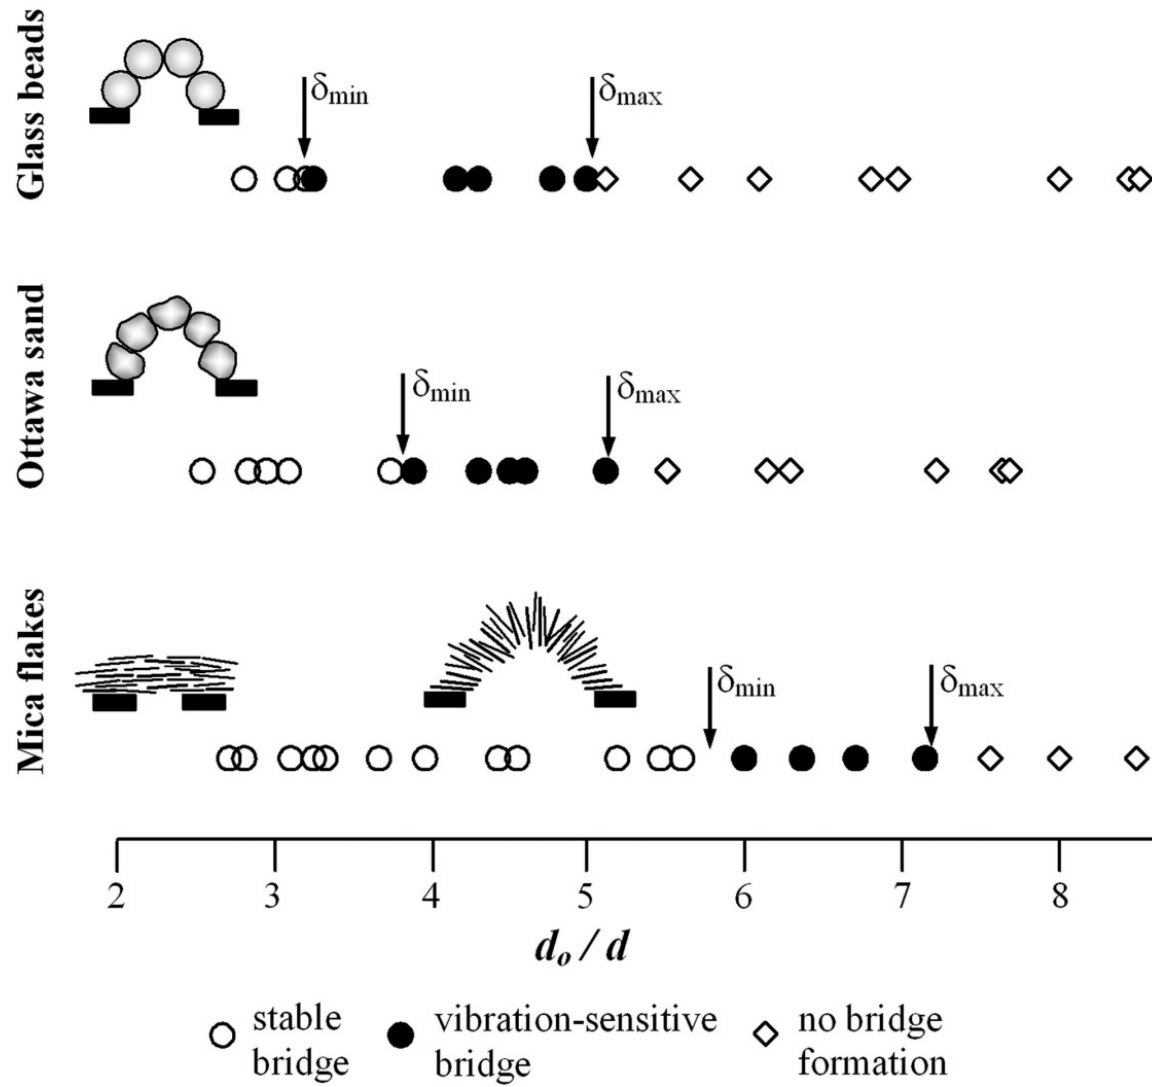 Glass beads
δmin
δmax
Ottawa sand
δmin
δmax
Mica flakes
δmin
δmax
2 3 4 5 6 7 8
do / d
stable bridge
vibration-sensitive bridge
no bridge formation